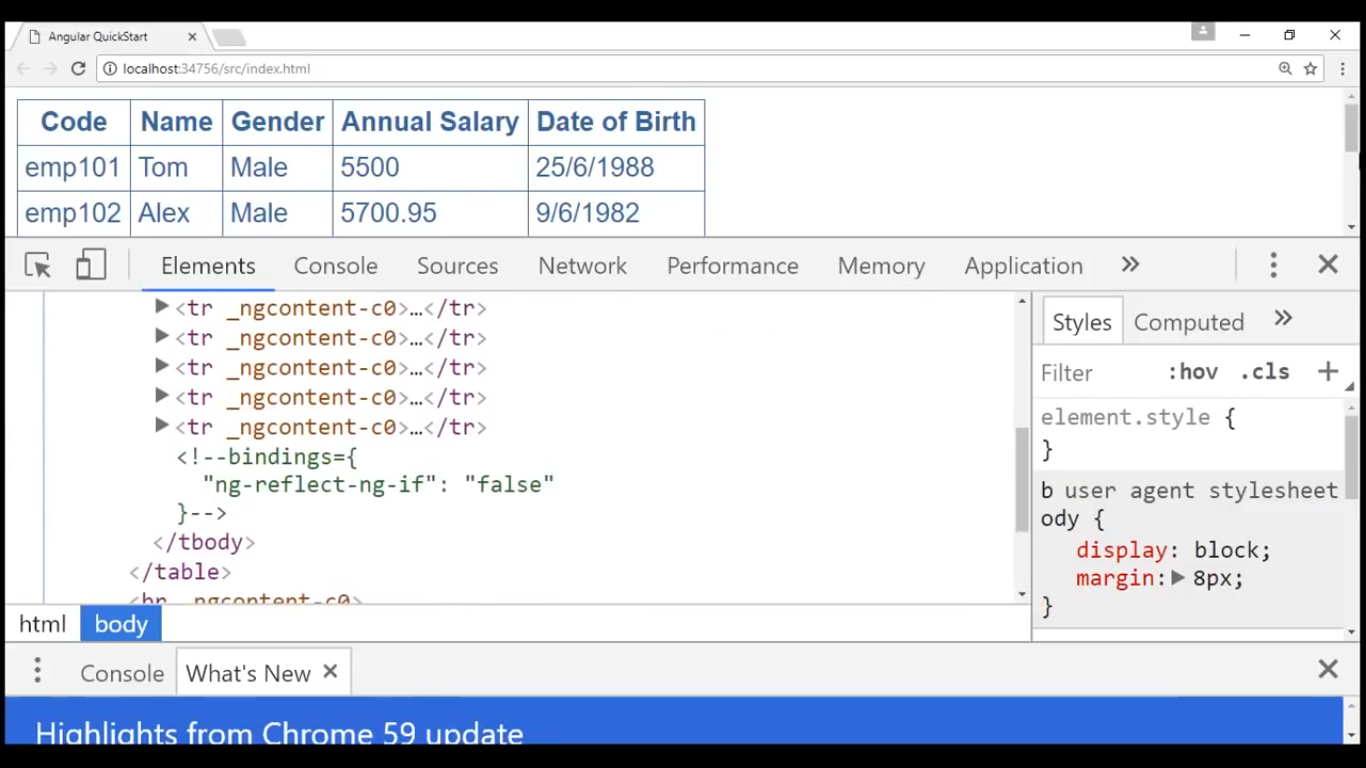 Angular QuickStart
localhost:34756/src/index.html
Code Name Gender Annual Salary Date of Birth
emp101 Tom Male 5500 25/6/1988
emp102 Alex Male 5700.95 9/6/1982
Elements Console Sources Network Performance Memory Application »
<tr _ngcontent-c0>…</tr>
<tr _ngcontent-c0>…</tr>
<tr _ngcontent-c0>…</tr>
<tr _ngcontent-c0>…</tr>
<tr _ngcontent-c0>…</tr>
<!--bindings={
"ng-reflect-ng-if": "false"
}-->
</tbody>
</table>
<br _ngcontent-c0>
html body
Styles Computed »
Filter :hov .cls +
element.style {
}
b user agent stylesheet
ody {
display: block;
margin: 8px;
}
Console What's New
Highlights from Chrome 59 update